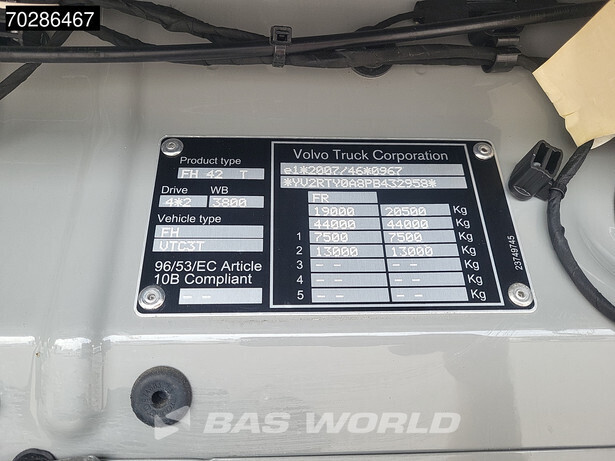 70286467
Product type
FH 42 T
Drive WB
4*2 3800
Vehicle type
FH
VTC3T
96/53/EC Article
10B Compliant
-- --
Volvo Truck Corporation
e1*2007/46*0967
*YV2RTY0A8PB432958*
FR
19000 20500 Kg
44000 44000 Kg
1 7500 7500 Kg
2 13000 13000 Kg
3 -- -- Kg
4 -- -- Kg
5 -- -- Kg
23749745
BAS WORLD